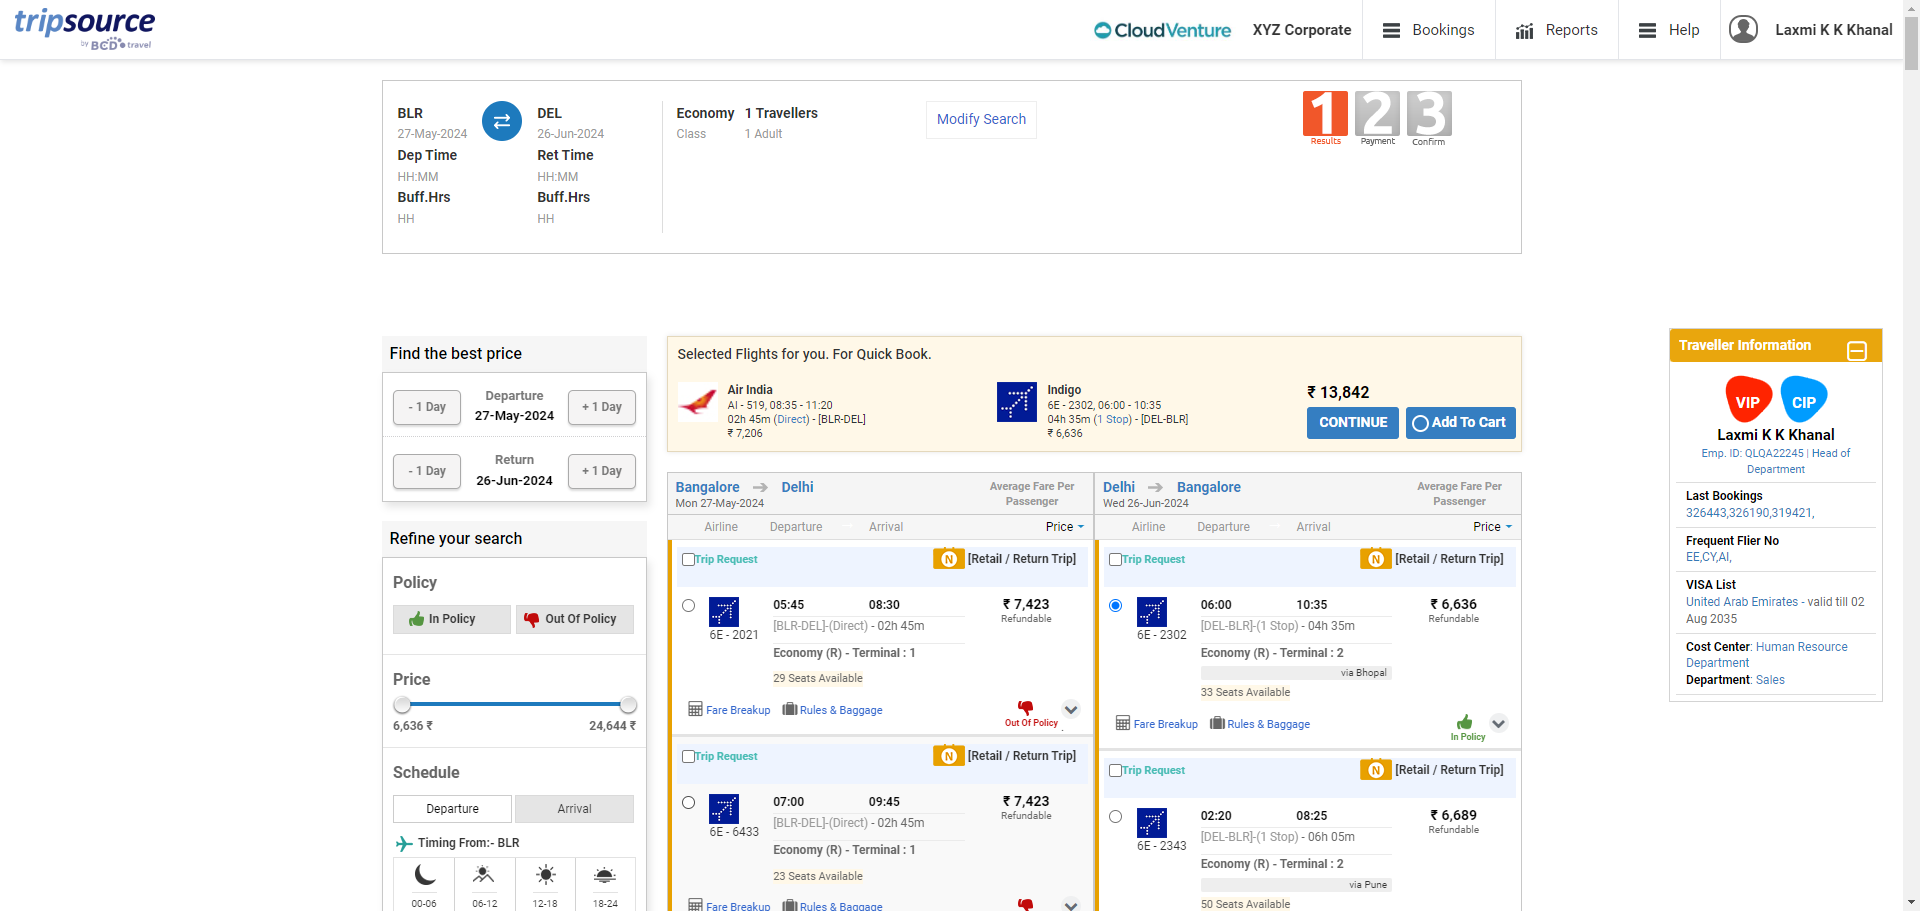 tripsource
by BCD travel
CloudVenture
XYZ Corporate
Bookings
Reports
Help
Laxmi K K Khanal
BLR
27-May-2024
Dep Time
HH:MM
Buff.Hrs
HH
DEL
26-Jun-2024
Ret Time
HH:MM
Buff.Hrs
HH
Economy
Class
1 Travellers
1 Adult
Modify Search
1 2 3
Results Payment Confirm
Find the best price
- 1 Day
Departure
27-May-2024
+ 1 Day
- 1 Day
Return
26-Jun-2024
+ 1 Day
Refine your search
Policy
In Policy
Out Of Policy
Price
6,636 ₹
24,644 ₹
Schedule
Departure
Arrival
Timing From:- BLR
00-06
06-12
12-18
18-24
Selected Flights for you. For Quick Book.
Air India
AI - 519, 08:35 - 11:20
02h 45m (Direct) - [BLR-DEL]
₹ 7,206
Indigo
6E - 2302, 06:00 - 10:35
04h 35m (1 Stop) - [DEL-BLR]
₹ 6,636
₹ 13,842
CONTINUE
Add To Cart
Bangalore → Delhi
Mon 27-May-2024
Average Fare Per
Passenger
Airline Departure → Arrival Price
Trip Request
N [Retail / Return Trip]
6E - 2021
05:45 08:30
[BLR-DEL]-(Direct) - 02h 45m
Economy (R) - Terminal : 1
29 Seats Available
₹ 7,423
Refundable
Fare Breakup
Rules & Baggage
Out Of Policy
Trip Request
N [Retail / Return Trip]
6E - 6433
07:00 09:45
[BLR-DEL]-(Direct) - 02h 45m
Economy (R) - Terminal : 1
23 Seats Available
₹ 7,423
Refundable
Fare Breakup
Rules & Baggage
Delhi → Bangalore
Wed 26-Jun-2024
Average Fare Per
Passenger
Airline Departure → Arrival Price
Trip Request
N [Retail / Return Trip]
6E - 2302
06:00 10:35
[DEL-BLR]-(1 Stop) - 04h 35m
Economy (R) - Terminal : 2
via Bhopal
33 Seats Available
₹ 6,636
Refundable
Fare Breakup
Rules & Baggage
In Policy
Trip Request
N [Retail / Return Trip]
6E - 2343
02:20 08:25
[DEL-BLR]-(1 Stop) - 06h 05m
Economy (R) - Terminal : 2
via Pune
50 Seats Available
₹ 6,689
Refundable
Traveller Information
VIP CIP
Laxmi K K Khanal
Emp. ID: QLQA22245 | Head of
Department
Last Bookings
326443,326190,319421,
Frequent Flier No
EE,CY,AI,
VISA List
United Arab Emirates - valid till 02
Aug 2035
Cost Center: Human Resource
Department
Department: Sales